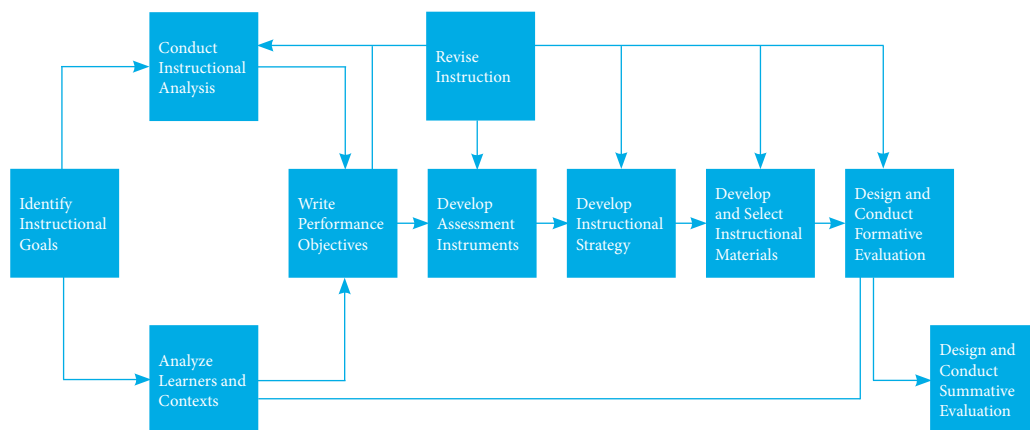 Conduct
Instructional
Analysis
Revise
Instruction
Identify
Instructional
Goals
Write
Performance
Objectives
Develop
Assessment
Instruments
Develop
Instructional
Strategy
Develop
and Select
Instructional
Materials
Design and
Conduct
Formative
Evaluation
Analyze
Learners and
Contexts
Design and
Conduct
Summative
Evaluation